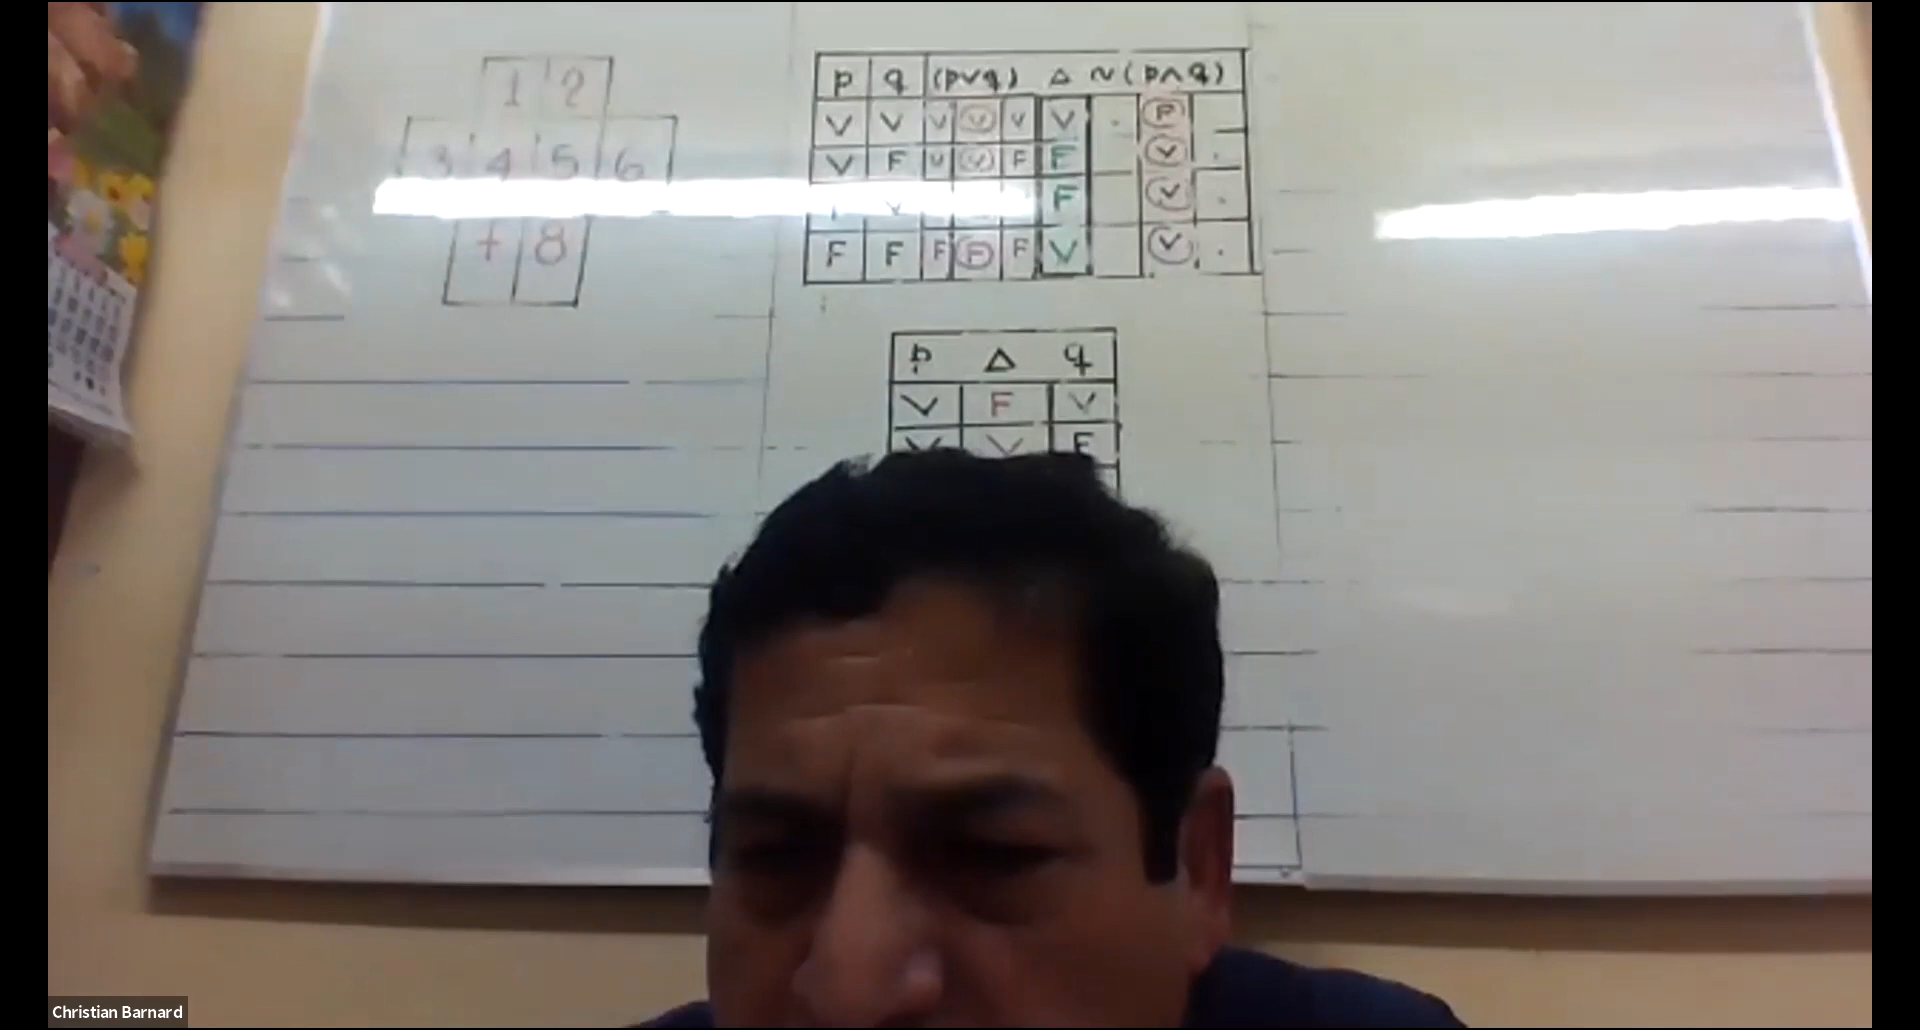 1 2
3 4 5 6
7 8
p q (p∨q) Δ ~(p∧q)
V V V V V V F
V F V V F F V
F V
F F F F F V V
p Δ q
V F V
V V F
Christian Barnard